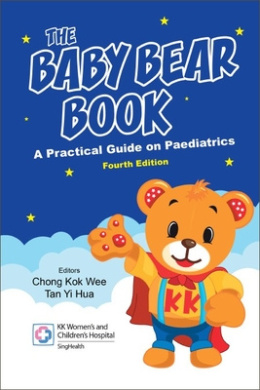 THE
BABY BEAR
BOOK
A Practical Guide on Paediatrics
Fourth Edition
Editors
Chong Kok Wee
Tan Yi Hua
KK Women's and
Children's Hospital
SingHealth
KK